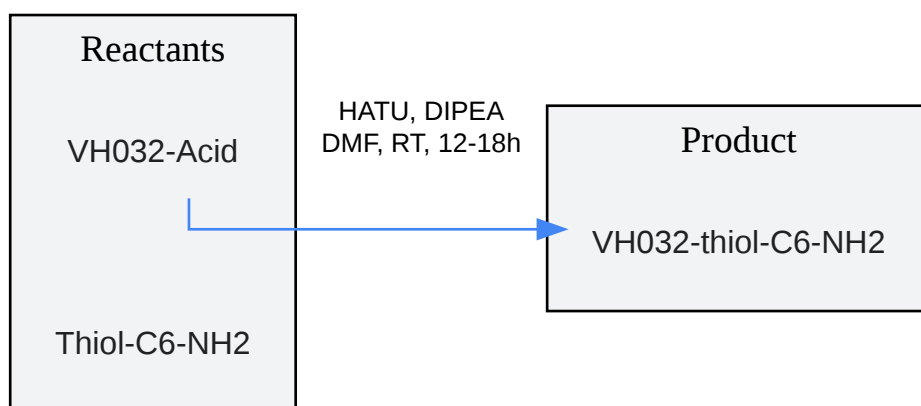 Reactants
VH032-Acid
Thiol-C6-NH2
HATU, DIPEA
DMF, RT, 12-18h
Product
VH032-thiol-C6-NH2